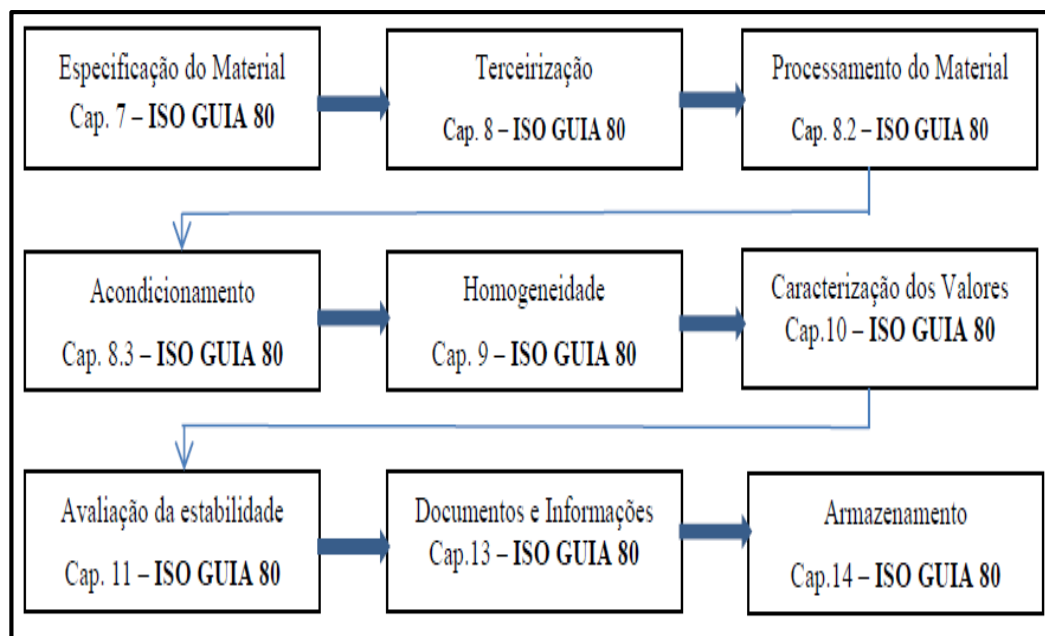 Especificação do Material
Cap. 7 – ISO GUIA 80
Terceirização
Cap. 8 – ISO GUIA 80
Processamento do Material
Cap. 8.2 – ISO GUIA 80
Acondicionamento
Cap. 8.3 – ISO GUIA 80
Homogeneidade
Cap. 9 – ISO GUIA 80
Caracterização dos Valores
Cap.10 – ISO GUIA 80
Avaliação da estabilidade
Cap. 11 – ISO GUIA 80
Documentos e Informações
Cap.13 – ISO GUIA 80
Armazenamento
Cap.14 – ISO GUIA 80